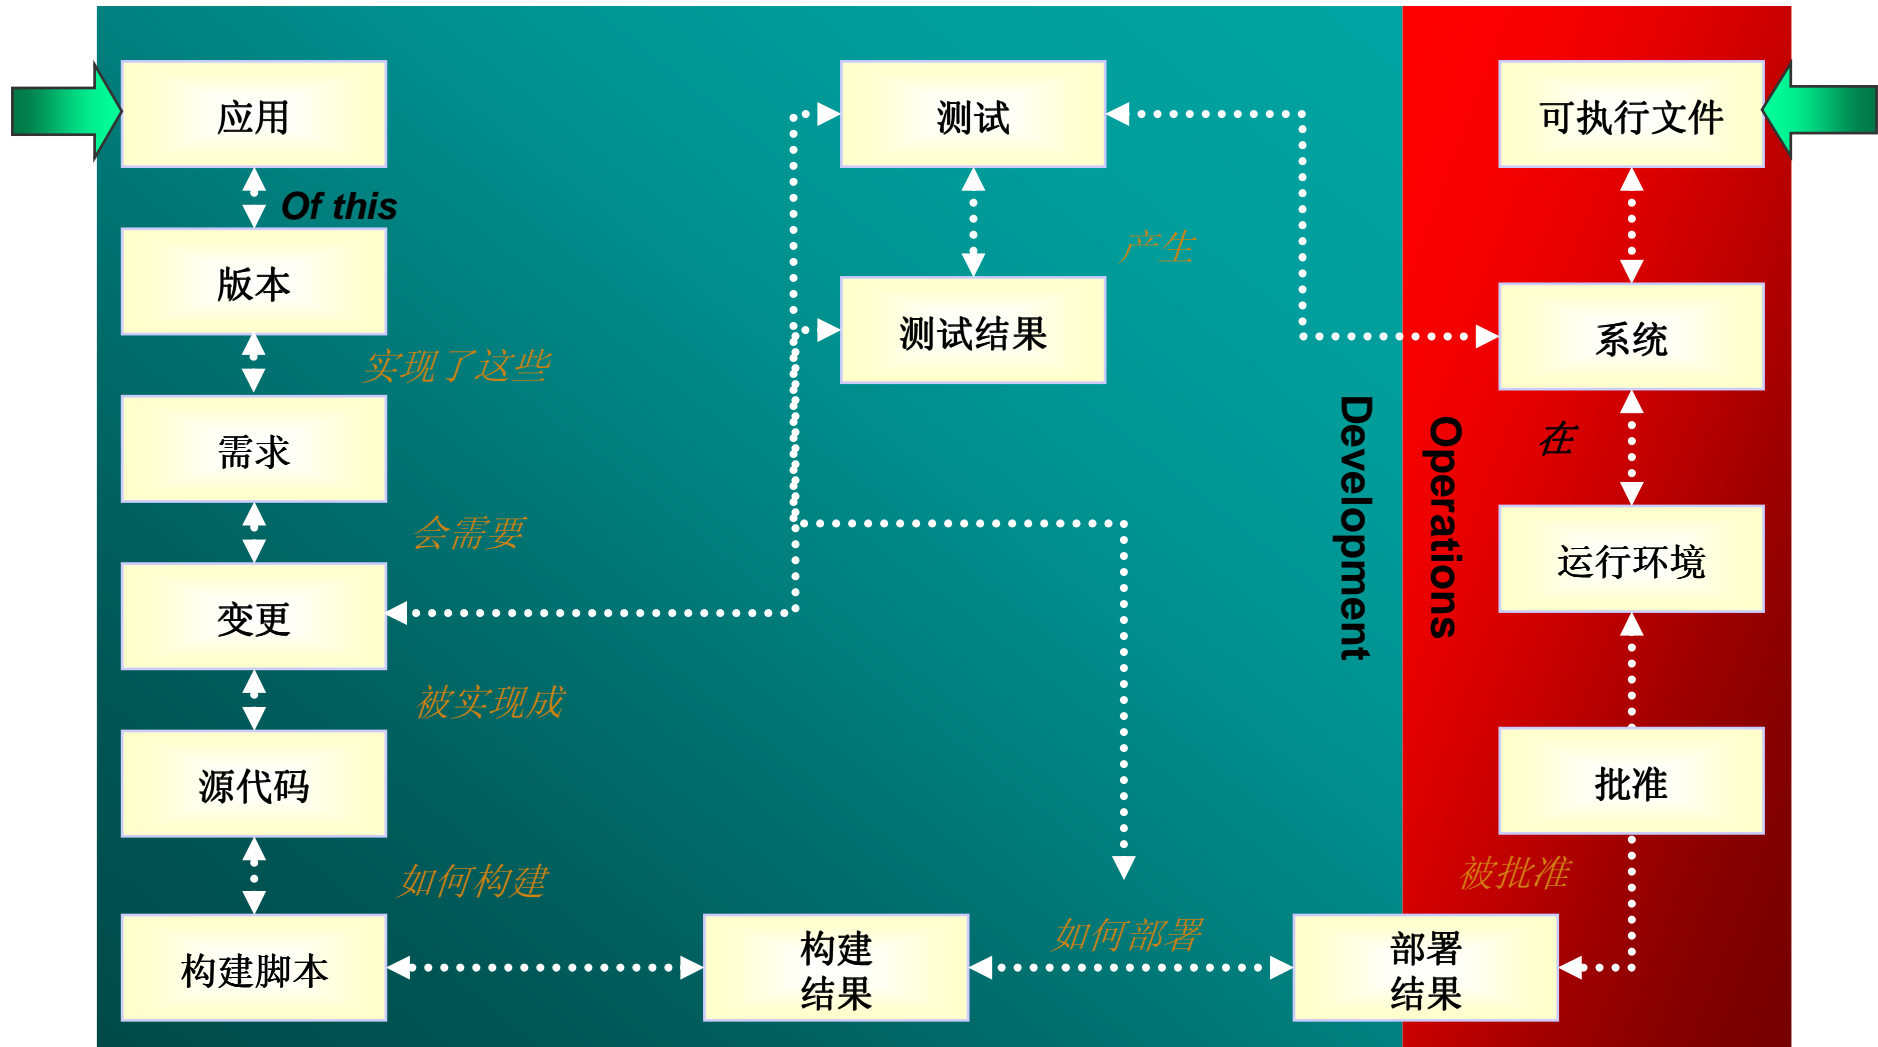 应用
Of this
版本
实现了这些
需求
会需要
变更
被实现成
源代码
如何构建
构建脚本
测试
产生
测试结果
构建
结果
如何部署
部署
结果
Development
Operations
可执行文件
系统
在
运行环境
批准
被批准